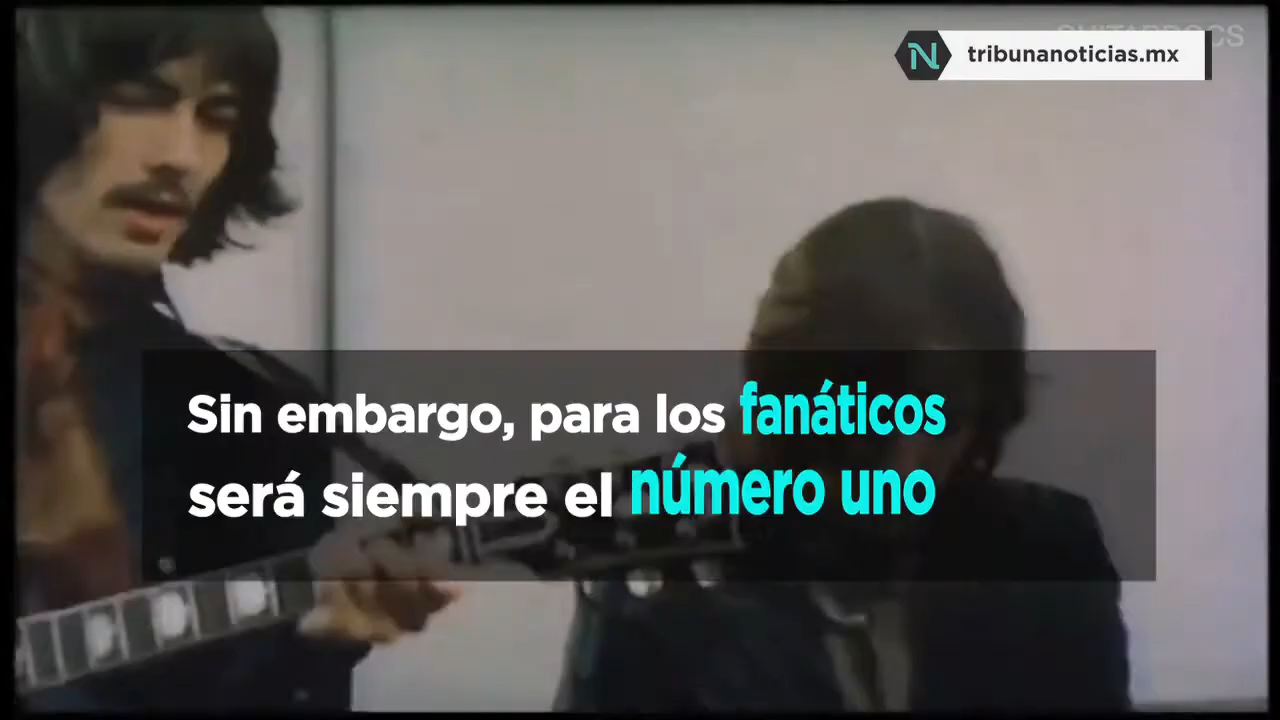 tribunanoticias.mx
Sin embargo, para los fanáticos
será siempre el número uno